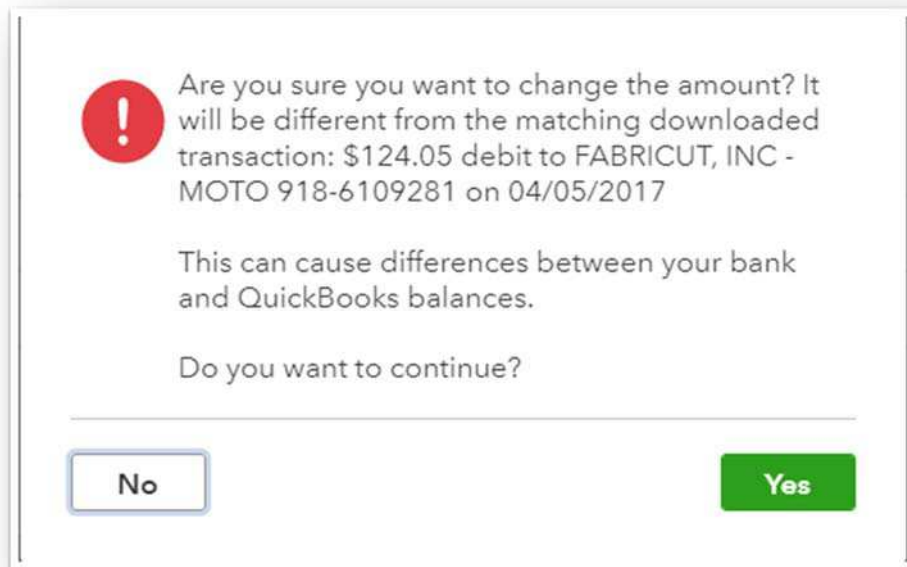 Are you sure you want to change the amount? It
will be different from the matching downloaded
transaction: $124.05 debit to FABRICUT, INC -
MOTO 918-6109281 on 04/05/2017
This can cause differences between your bank
and QuickBooks balances.
Do you want to continue?
No
Yes